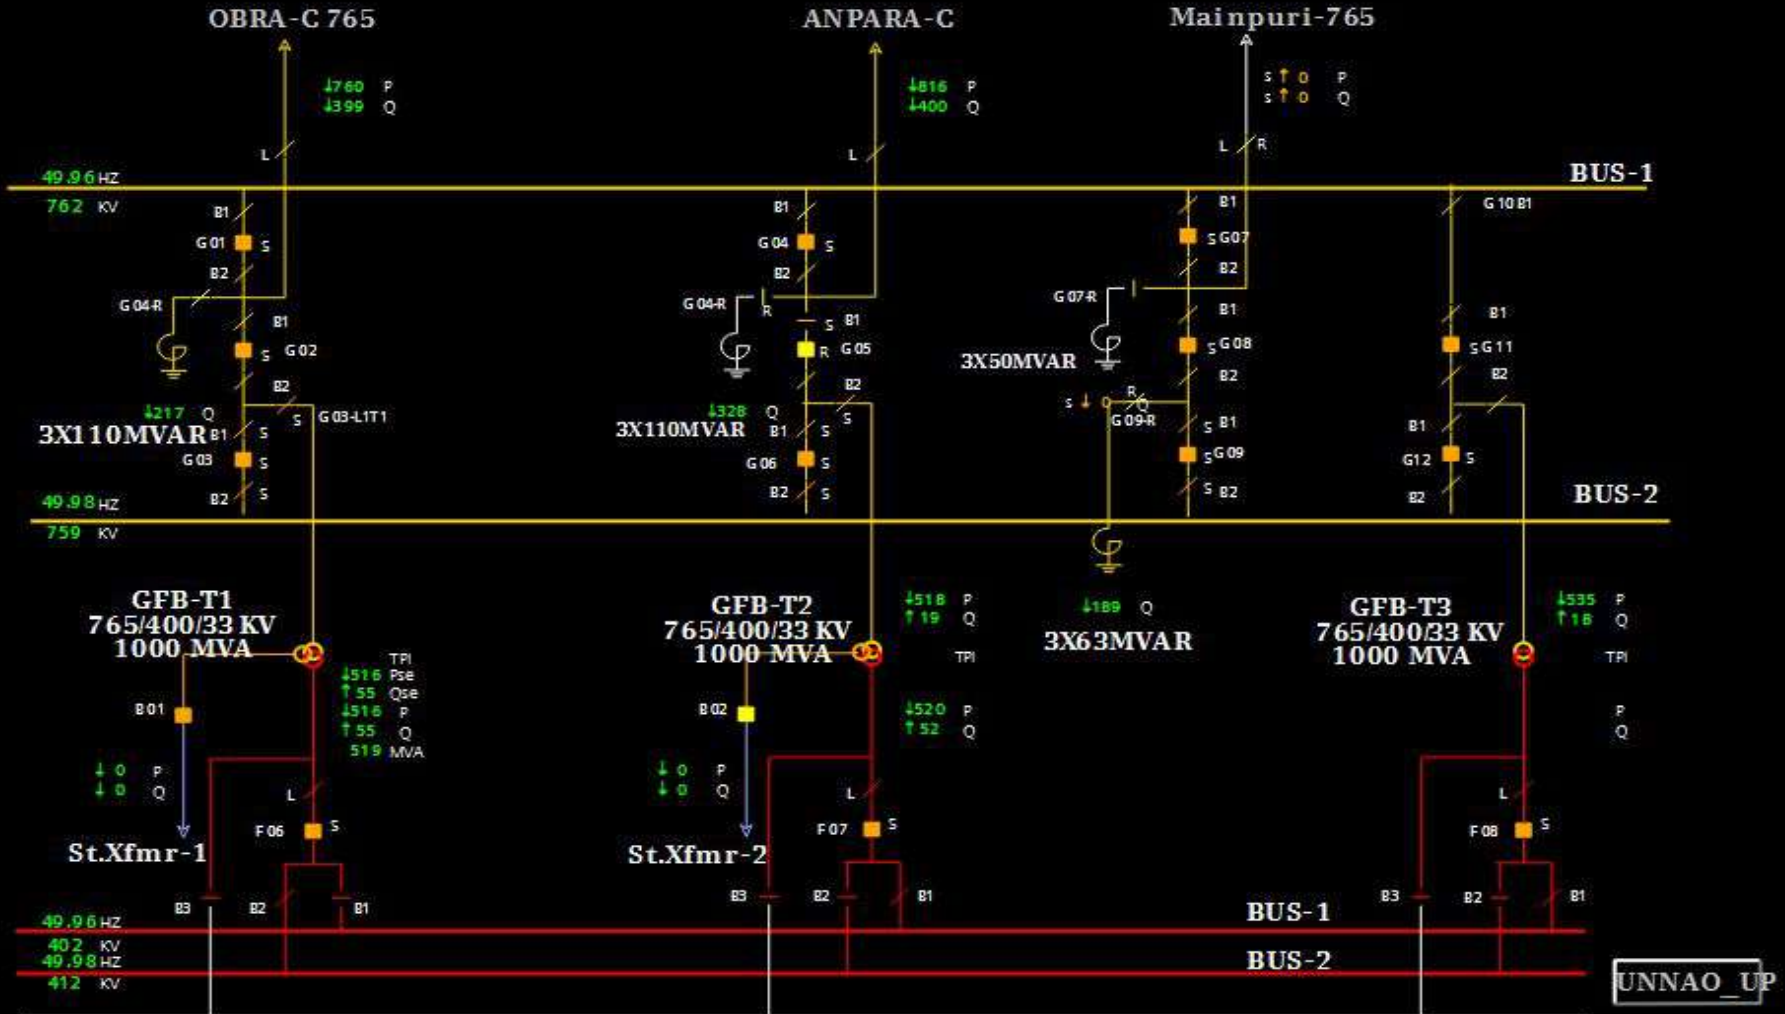 OBRA-C 765
ANPARA-C
Mainpuri-765
↓760 P
↓399 Q
↓816 P
↓400 Q
s ↑ 0 P
s ↑ 0 Q
L
L
L R
49.96 HZ
762 KV
BUS-1
B1
G01 S
B2
G04-R
B1
S G02
B2
↓217 Q
S G03-L1T1
3X110MVAR
B1 S
G03 S
B2 S
B1
G04 S
B2
G04-R
R
S B1
R G05
B2
↓328 Q
S
3X110MVAR
B1 S
G06 S
B2 S
B1
S G07
B2
G07-R
B1
S G08
3X50MVAR
B2
R
s ↓ 0 Q
G09-R
S B1
S G09
S B2
G10 B1
B1
S G11
B2
B1
G12 S
B2
49.98 HZ
759 KV
BUS-2
GFB-T1
765/400/33 KV
1000 MVA
TPI
↓516 Pse
↑55 Qse
↓516 P
↑55 Q
519 MVA
B01
↓ 0 P
↓ 0 Q
St.Xfmr-1
L
F06 S
B3
B2
B1
GFB-T2
765/400/33 KV
1000 MVA
↓518 P
↑19 Q
TPI
B02
↓520 P
↑52 Q
↓ 0 P
↓ 0 Q
St.Xfmr-2
L
F07 S
B3
B2
B1
↓189 Q
3X63MVAR
GFB-T3
765/400/33 KV
1000 MVA
↓535 P
↑18 Q
TPI
P
Q
L
F08 S
B3
B2
B1
49.96 HZ
BUS-1
402 KV
49.98 HZ
BUS-2
412 KV
UNNAO_UP